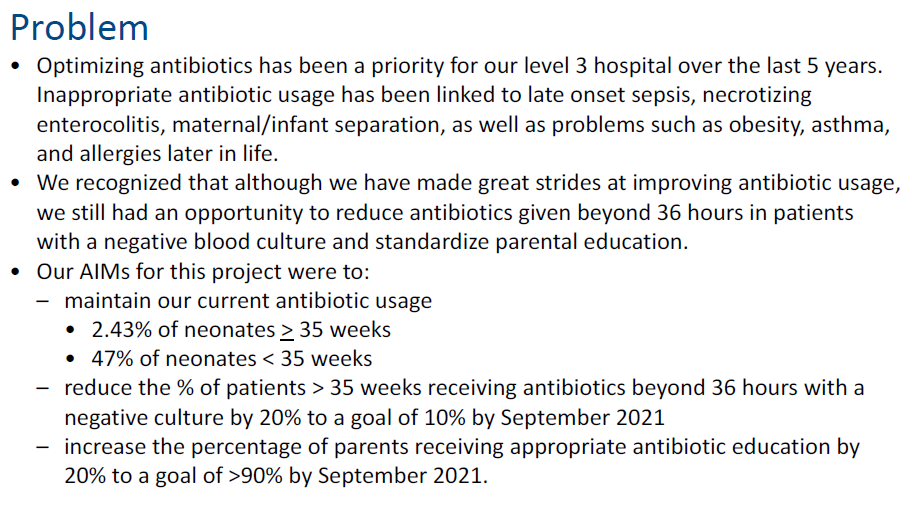 Problem
• Optimizing antibiotics has been a priority for our level 3 hospital over the last 5 years.
Inappropriate antibiotic usage has been linked to late onset sepsis, necrotizing
enterocolitis, maternal/infant separation, as well as problems such as obesity, asthma,
and allergies later in life.
• We recognized that although we have made great strides at improving antibiotic usage,
we still had an opportunity to reduce antibiotics given beyond 36 hours in patients
with a negative blood culture and standardize parental education.
• Our AIMs for this project were to:
– maintain our current antibiotic usage
• 2.43% of neonates ≥ 35 weeks
• 47% of neonates < 35 weeks
– reduce the % of patients > 35 weeks receiving antibiotics beyond 36 hours with a
negative culture by 20% to a goal of 10% by September 2021
– increase the percentage of parents receiving appropriate antibiotic education by
20% to a goal of >90% by September 2021.